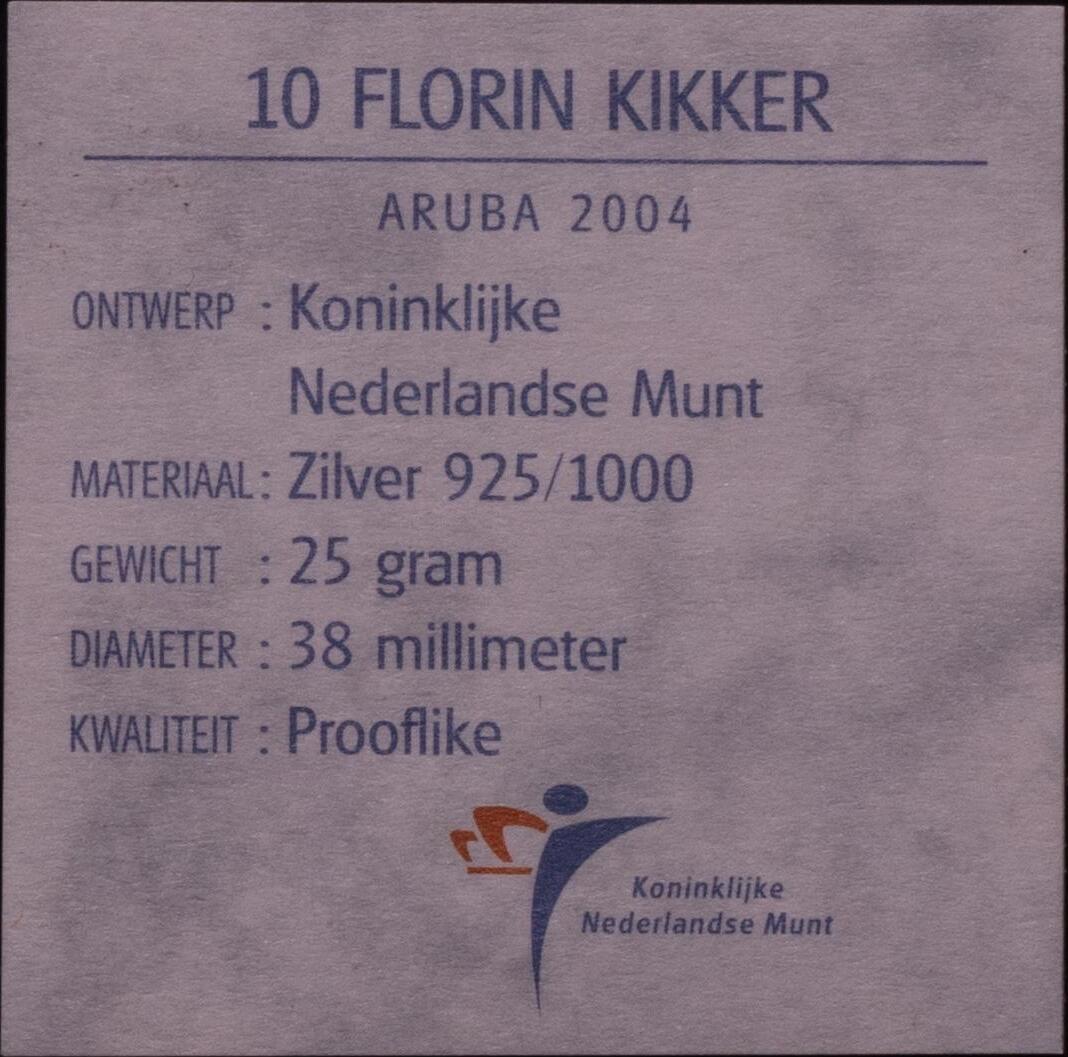 10 FLORIN KIKKER
ARUBA 2004
ONTWERP : Koninklijke
Nederlandse Munt
MATERIAAL : Zilver 925/1000
GEWICHT : 25 gram
DIAMETER : 38 millimeter
KWALITEIT : Prooflike
Koninklijke
Nederlandse Munt